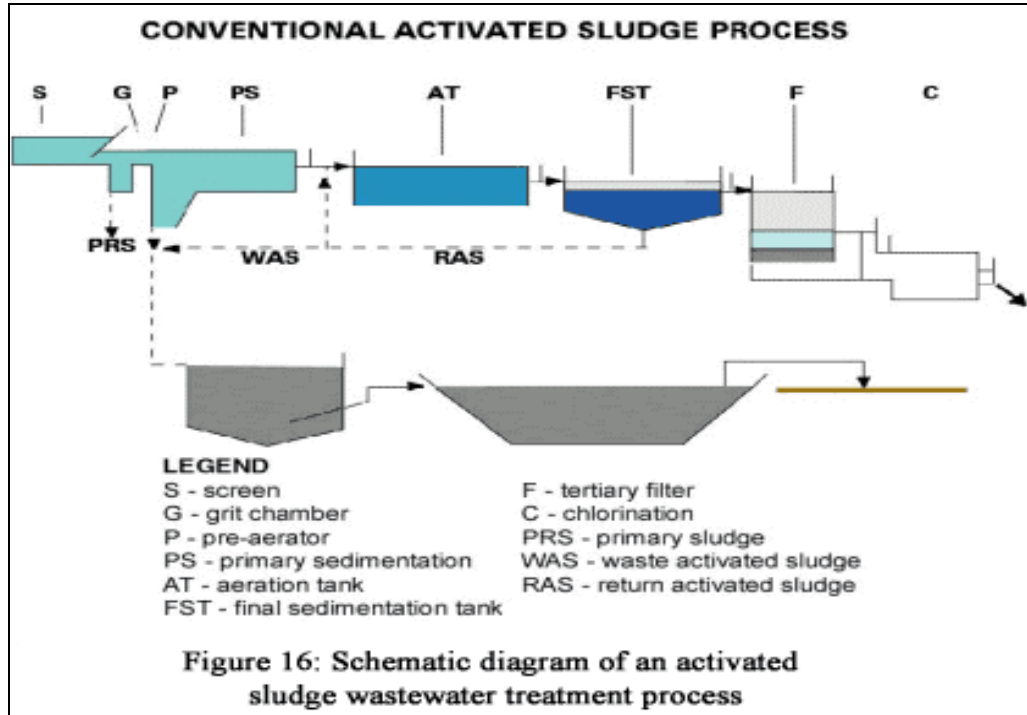 CONVENTIONAL ACTIVATED SLUDGE PROCESS
S G P PS AT FST F C
PRS WAS RAS
LEGEND
S - screen
G - grit chamber
P - pre-aerator
PS - primary sedimentation
AT - aeration tank
FST - final sedimentation tank
F - tertiary filter
C - chlorination
PRS - primary sludge
WAS - waste activated sludge
RAS - return activated sludge
Figure 16: Schematic diagram of an activated
sludge wastewater treatment process